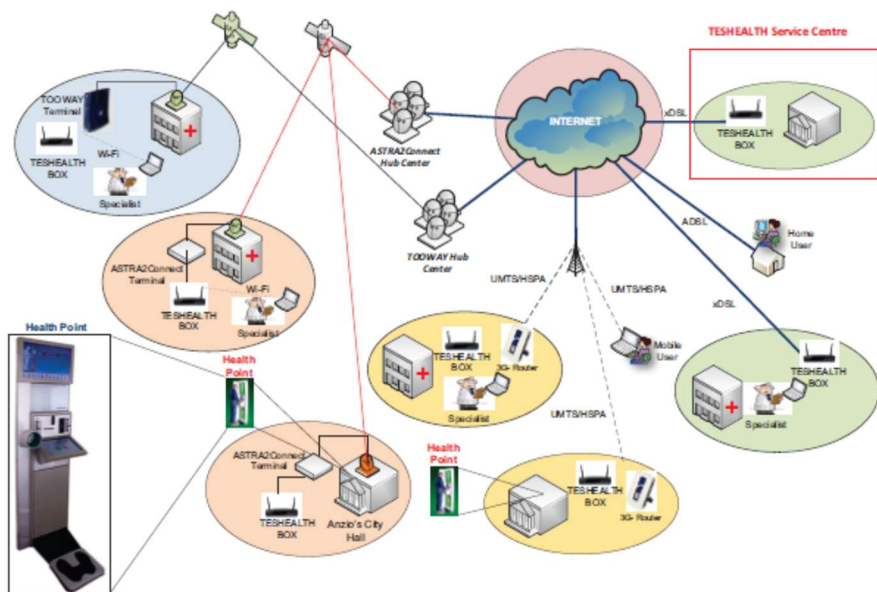 TESHEALTH Service Centre
TOOWAY
Terminal
Wi-Fi
TESHEALTH
BOX
Specialist
ASTRA2Connect
Hub Center
INTERNET
xDSL
TESHEALTH
BOX
TOOWAY Hub
Center
ADSL
Home
User
ASTRA2Connect
Terminal
Wi-Fi
TESHEALTH
BOX
Specialist
UMTS/HSPA
UMTS/HSPA
xDSL
Health Point
Health
Point
TESHEALTH
BOX
3G-Router
Specialist
Mobile
User
TESHEALTH
BOX
Specialist
UMTS/HSPA
ASTRA2Connect
Terminal
TESHEALTH
BOX
Anzio's City
Hall
Health
Point
TESHEALTH
BOX
3G-Router